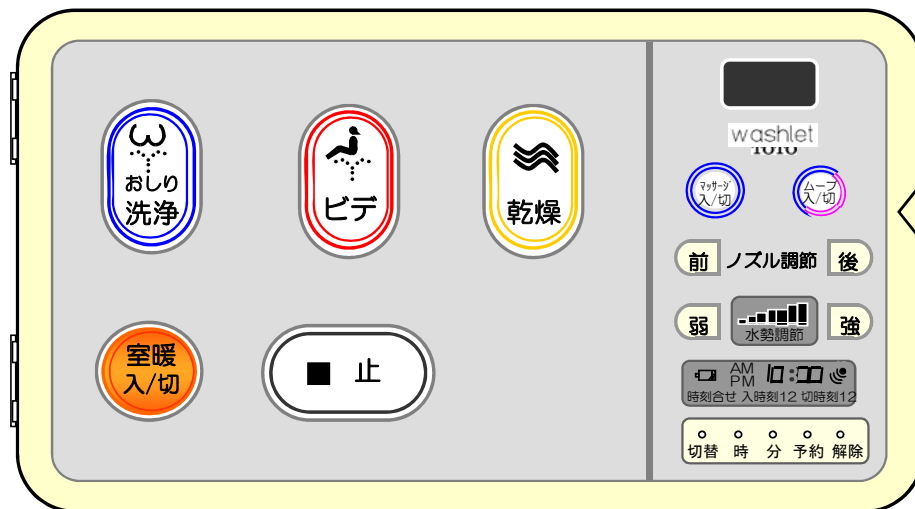 おしり
洗浄
ビデ
乾燥
室暖
入/切
■ 止
washlet
TOTO
マッサージ
入/切
ムーブ
入/切
前 ノズル調節 後
弱 水勢調節 強
AM
PM 10:00
時刻合せ 入時刻12 切時刻12
切替 時 分 予約 解除